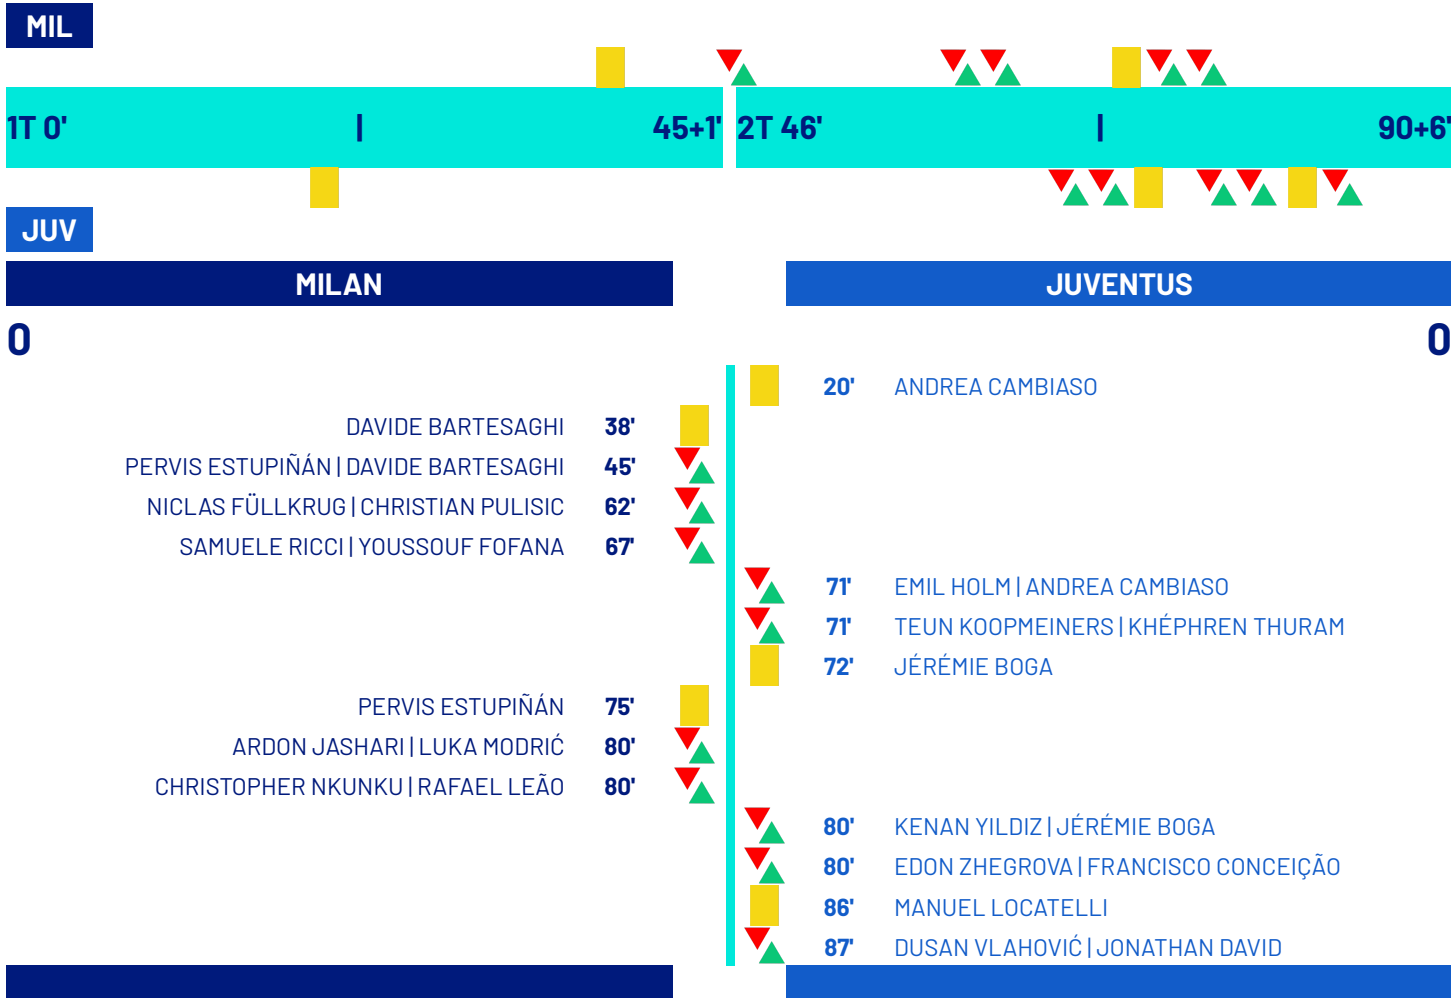 MIL
1T 0' | 45+1' 2T 46' | 90+6'
JUV
MILAN JUVENTUS
0 0
20' ANDREA CAMBIASO
DAVIDE BARTESAGHI 38'
PERVIS ESTUPIÑÁN | DAVIDE BARTESAGHI 45'
NICLAS FÜLLKRUG | CHRISTIAN PULISIC 62'
SAMUELE RICCI | YOUSSOUF FOFANA 67'
71' EMIL HOLM | ANDREA CAMBIASO
71' TEUN KOOPMEINERS | KHÉPHREN THURAM
72' JÉRÉMIE BOGA
PERVIS ESTUPIÑÁN 75'
ARDON JASHARI | LUKA MODRIĆ 80'
CHRISTOPHER NKUNKU | RAFAEL LEÃO 80'
80' KENAN YILDIZ | JÉRÉMIE BOGA
80' EDON ZHEGROVA | FRANCISCO CONCEIÇÃO
86' MANUEL LOCATELLI
87' DUSAN VLAHOVIĆ | JONATHAN DAVID